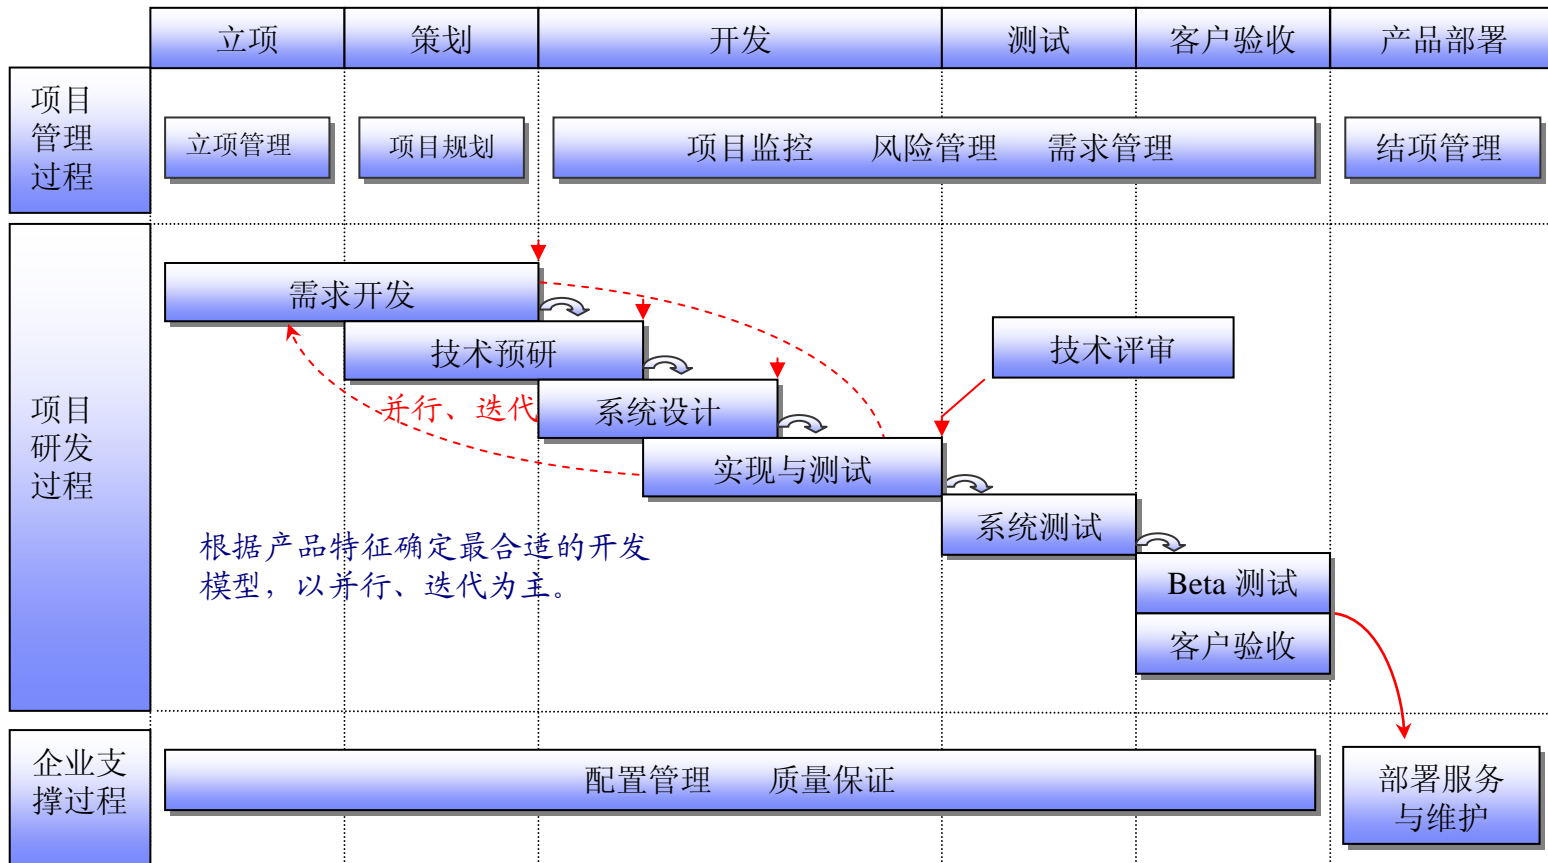 立项 策划 开发 测试 客户验收 产品部署
项目
管理
过程
立项管理 项目规划 项目监控 风险管理 需求管理 结项管理
项目
研发
过程
需求开发
技术预研
技术评审
并行、迭代
系统设计
实现与测试
系统测试
根据产品特征确定最合适的开发
模型，以并行、迭代为主。
Beta 测试
客户验收
企业支
撑过程
配置管理 质量保证
部署服务
与维护